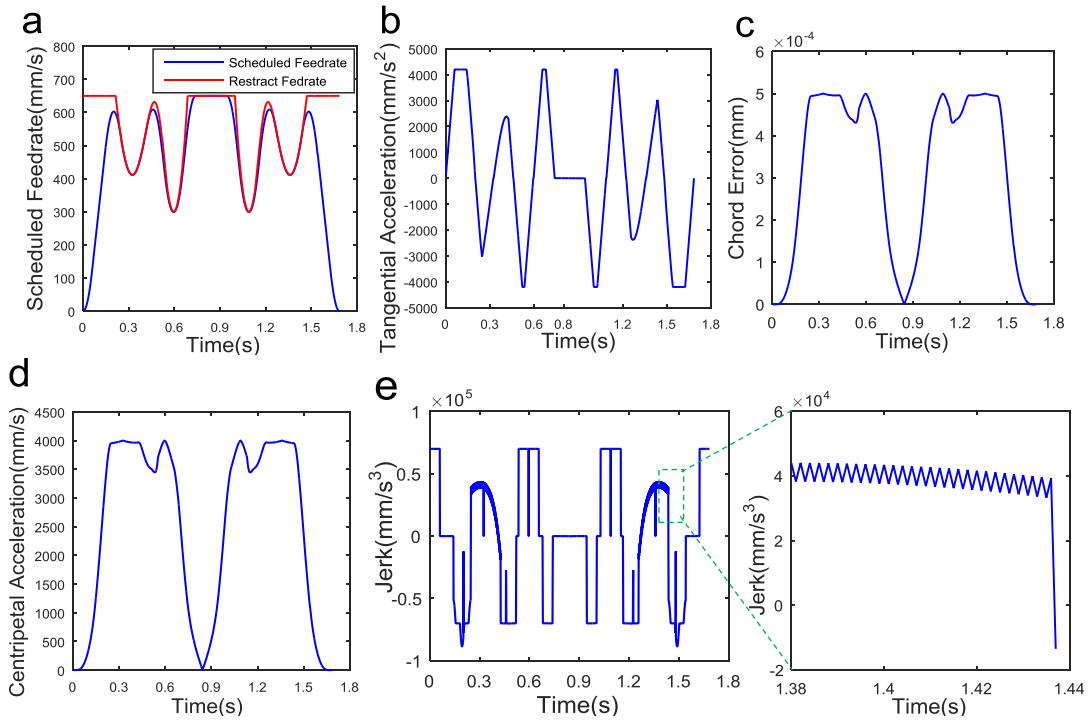 a
Scheduled Feedrate(mm/s)
800
700
600
500
400
300
200
100
0
Scheduled Feedrate
Restract Fedrate
0 0.3 0.6 0.9 1.2 1.5 1.8
Time(s)
b
Tangential Acceleration(mm/s²)
5000
4000
3000
2000
1000
0
-1000
-2000
-3000
-4000
-5000
0 0.3 0.6 0.9 1.2 1.5 1.8
Time(s)
c
×10⁻⁴
Chord Error(mm)
6
5
4
3
2
1
0
0 0.3 0.6 0.9 1.2 1.5 1.8
Time(s)
d
Centripetal Acceleration(mm/s)
4500
4000
3500
3000
2500
2000
1500
1000
500
0
0 0.3 0.6 0.9 1.2 1.5 1.8
Time(s)
e
×10⁵
Jerk(mm/s³)
1
0.5
0
-0.5
-1
0 0.3 0.6 0.9 1.2 1.5 1.8
Time(s)
×10⁴
Jerk(mm/s³)
6
4
2
0
-2
1.38 1.4 1.42 1.44
Time(s)